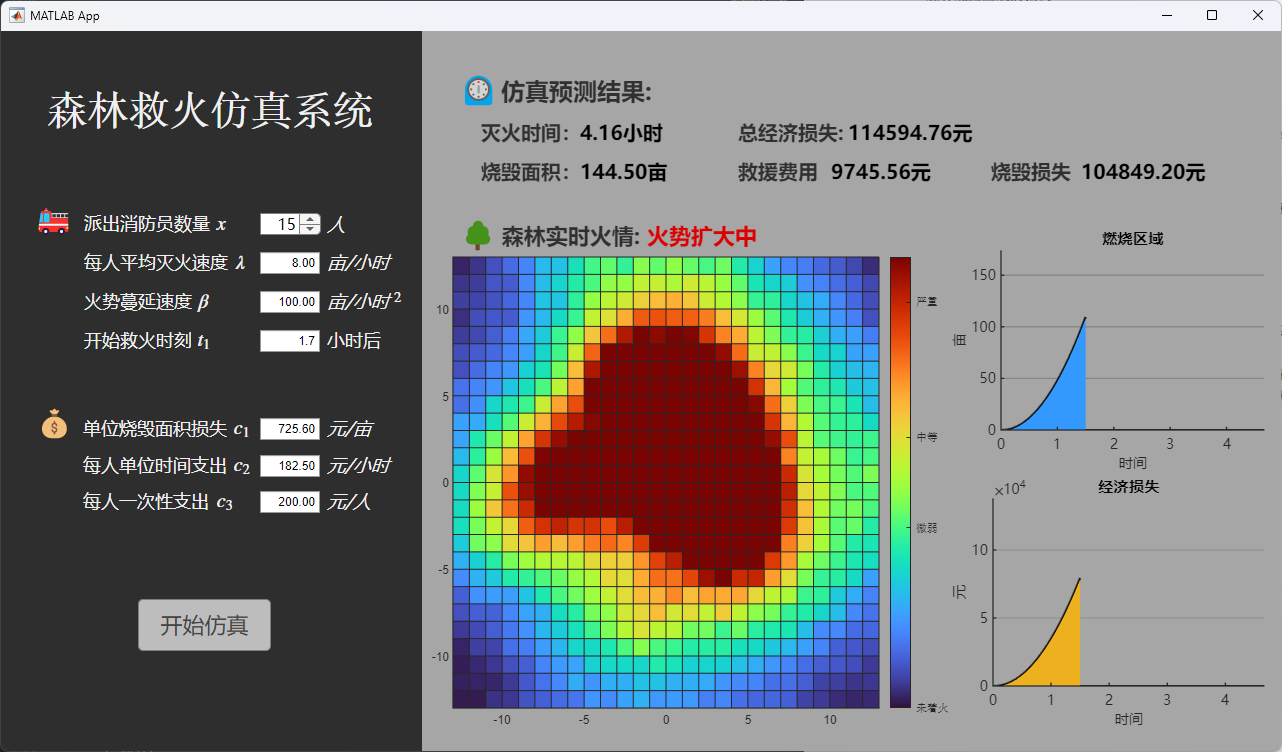 MATLAB App
森林救火仿真系统
派出消防员数量 x 15 人
每人平均灭火速度 λ 8.00 亩/小时
火势蔓延速度 β 100.00 亩/小时²
开始救火时刻 t₁ 1.7 小时后
单位烧毁面积损失 c₁ 725.60 元/亩
每人单位时间支出 c₂ 182.50 元/小时
每人一次性支出 c₃ 200.00 元/人
开始仿真
仿真预测结果:
灭火时间: 4.16小时 总经济损失: 114594.76元
烧毁面积: 144.50亩 救援费用 9745.56元 烧毁损失 104849.20元
森林实时火情: 火势扩大中
10
5
0
-5
-10
-10 -5 0 5 10
严重
中等
微弱
未着火
燃烧区域
150
100
50
0
亩
0 1 2 3 4
时间
经济损失
×10⁴
10
5
0
元
0 1 2 3 4
时间